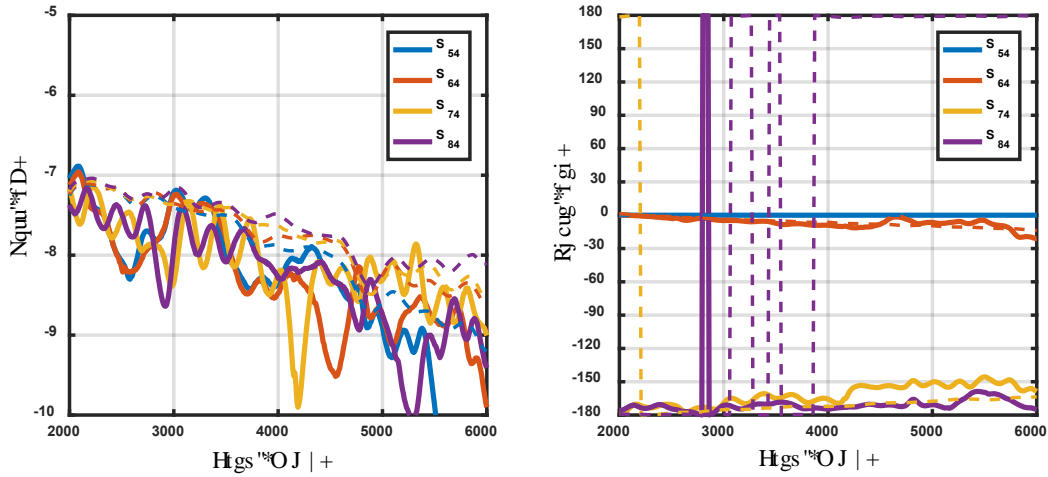 -5
-6
-7
-8
-9
-10
2000
3000
4000
5000
6000
Nquu"*f D+
Htgs"*OJ | +
S 54
S 64
S 74
S 84
180
150
120
90
60
30
0
-30
-60
-90
-120
-150
-180
2000
3000
4000
5000
6000
Rj cug"*f gi +
Htgs"*OJ | +
S 54
S 64
S 74
S 84